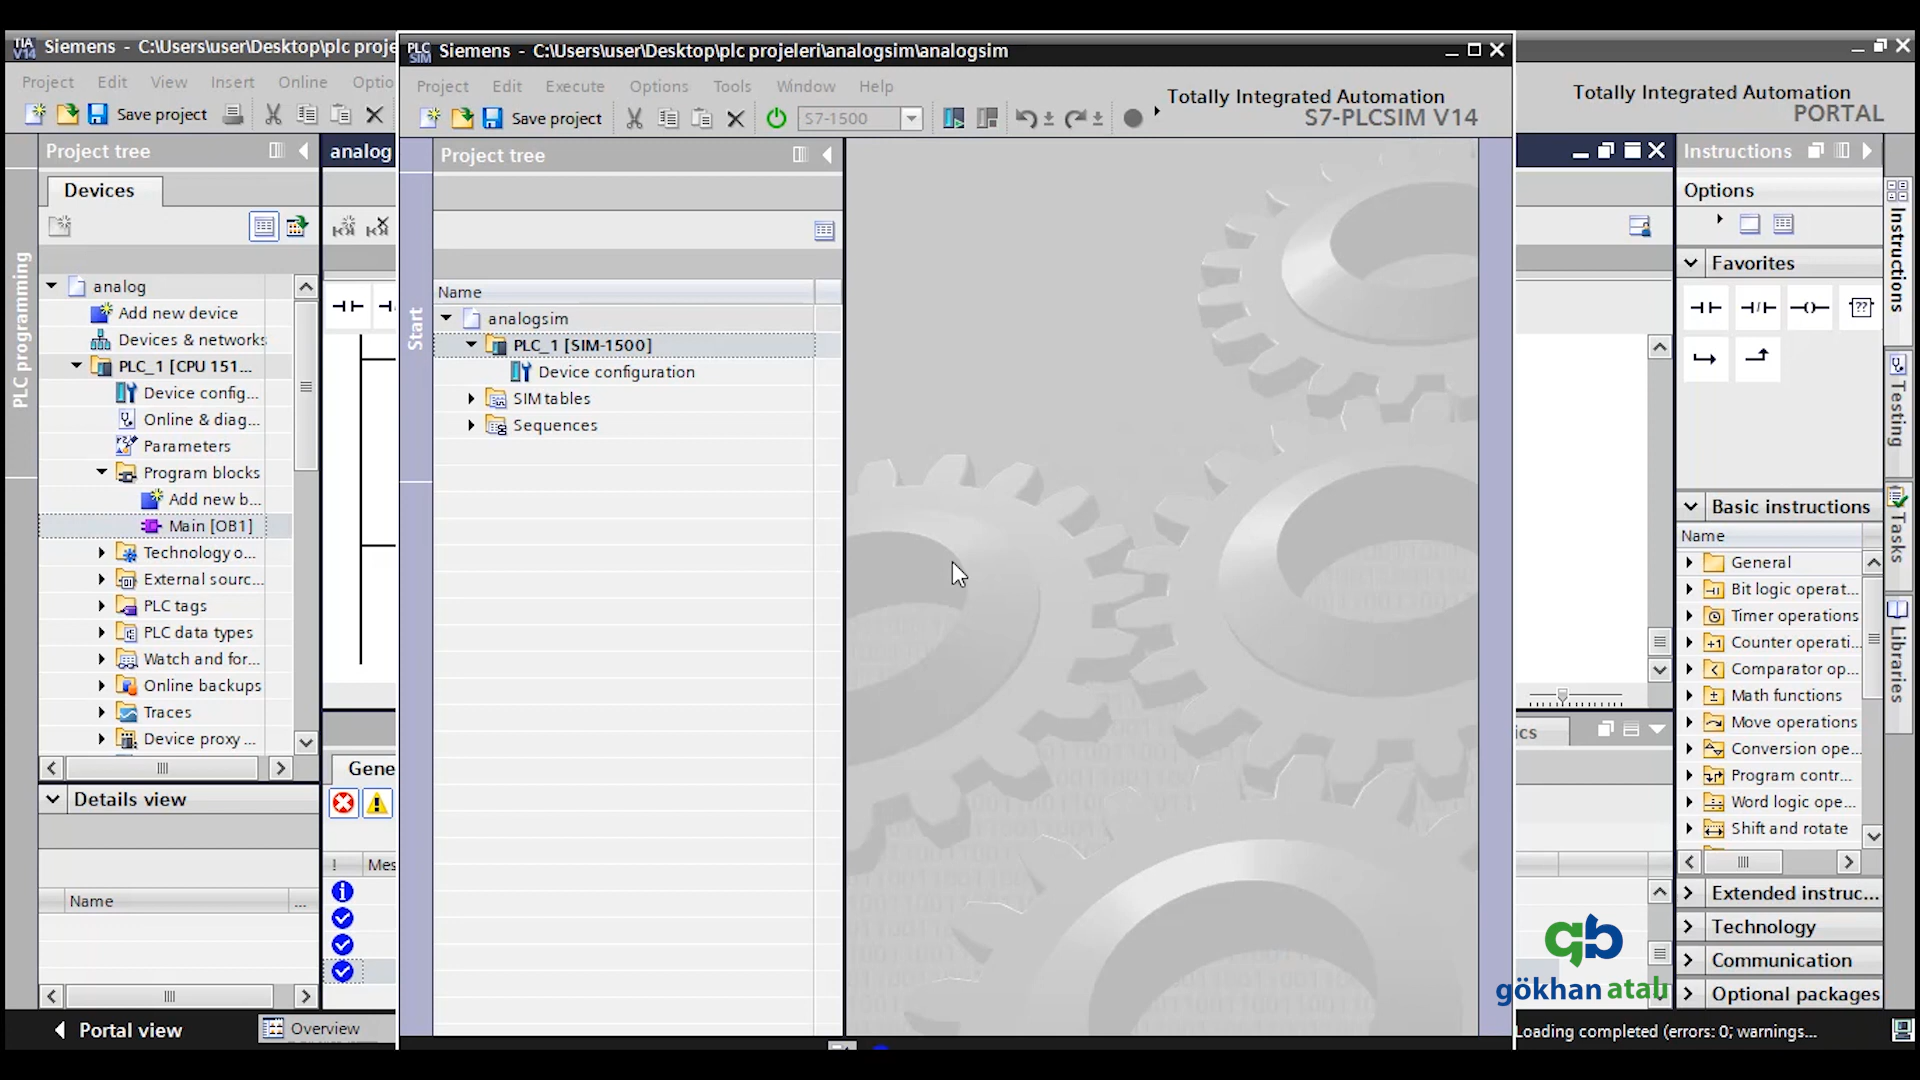 TIA V14 Siemens - C:\Users\user\Desktop\plc proje
Project Edit View Insert Online Optio
Save project
PLC programming
Project tree
Devices
analog
Add new device
Devices & networks
PLC_1 [CPU 151...
Device config...
Online & diag...
Parameters
Program blocks
Add new b...
Main [OB1]
Technology o...
External sourc...
PLC tags
PLC data types
Watch and for...
Online backups
Traces
Device proxy ...
Details view
Name ...
Portal view
Overview
analog
Gene
! Mes
PLC SIM Siemens - C:\Users\user\Desktop\plc projeleri\analogsim\analogsim
Project Edit Execute Options Tools Window Help
Save project
S7-1500
Totally Integrated Automation
S7-PLCSIM V14
Start
Project tree
Name
analogsim
PLC_1 [SIM-1500]
Device configuration
SIM tables
Sequences
Totally Integrated Automation
PORTAL
Instructions
Options
Favorites
??
Basic instructions
Name
General
Bit logic operat...
Timer operations
Counter operati...
Comparator op...
Math functions
Move operations
Conversion ope...
Program contr...
Word logic ope...
Shift and rotate
Extended instruc...
Technology
Communication
Optional packages
Instructions
Testing
Tasks
Libraries
ics
gb
gökhan atalı
Loading completed (errors: 0; warnings...